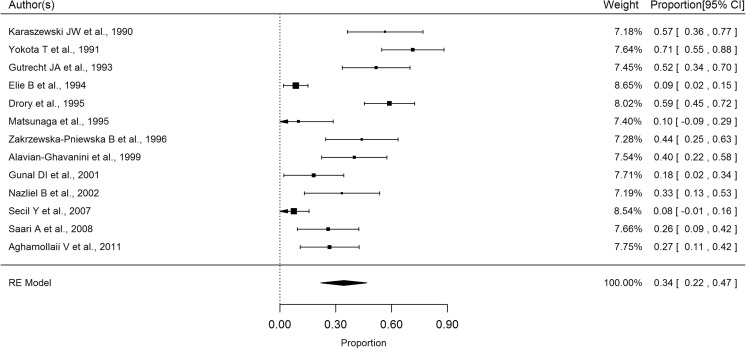 Author(s) Weight Proportion[95% CI]
Karaszewski JW et al., 1990 7.18% 0.57 [ 0.36 , 0.77]
Yokota T et al., 1991 7.64% 0.71 [ 0.55 , 0.88]
Gutrecht JA et al., 1993 7.45% 0.52 [ 0.34 , 0.70]
Elie B et al., 1994 8.65% 0.09 [ 0.02 , 0.15]
Drory et al., 1995 8.02% 0.59 [ 0.45 , 0.72]
Matsunaga et al., 1995 7.40% 0.10 [ -0.09 , 0.29]
Zakrzewska-Pniewska B et al., 1996 7.28% 0.44 [ 0.25 , 0.63]
Alavian-Ghavanini et al., 1999 7.54% 0.40 [ 0.22 , 0.58]
Gunal DI et al., 2001 7.71% 0.18 [ 0.02 , 0.34]
Nazliel B et al., 2002 7.19% 0.33 [ 0.13 , 0.53]
Secil Y et al., 2007 8.54% 0.08 [ -0.01 , 0.16]
Saari A et al., 2008 7.66% 0.26 [ 0.09 , 0.42]
Aghamollaii V et al., 2011 7.75% 0.27 [ 0.11 , 0.42]
RE Model 100.00% 0.34 [ 0.22 , 0.47]
0.00 0.30 0.60 0.90
Proportion